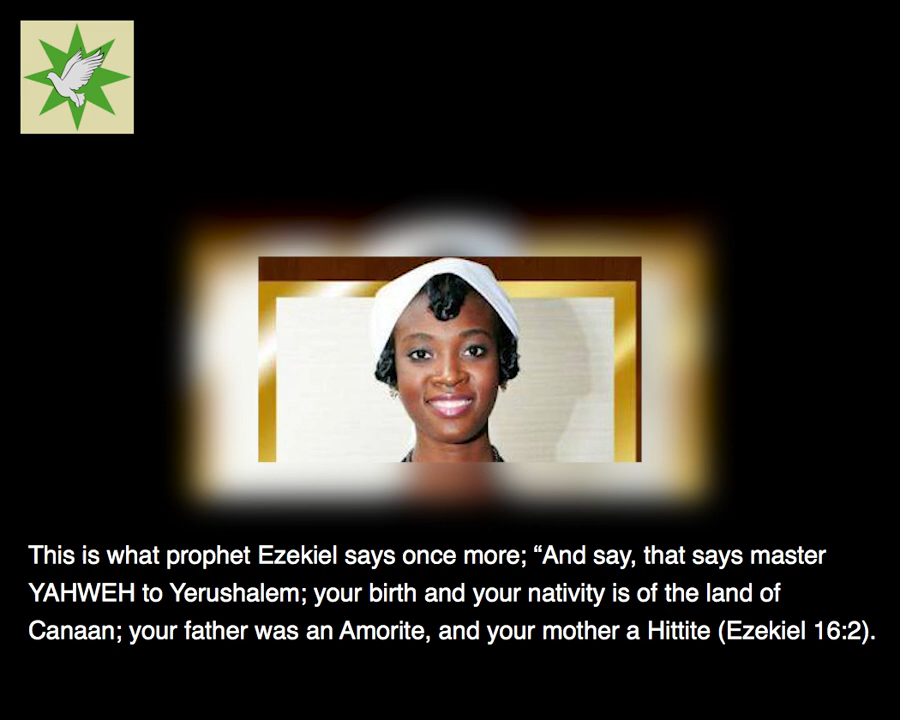 This is what prophet Ezekiel says once more; “And say, that says master
YAHWEH to Yerushalem; your birth and your nativity is of the land of
Canaan; your father was an Amorite, and your mother a Hittite (Ezekiel 16:2).